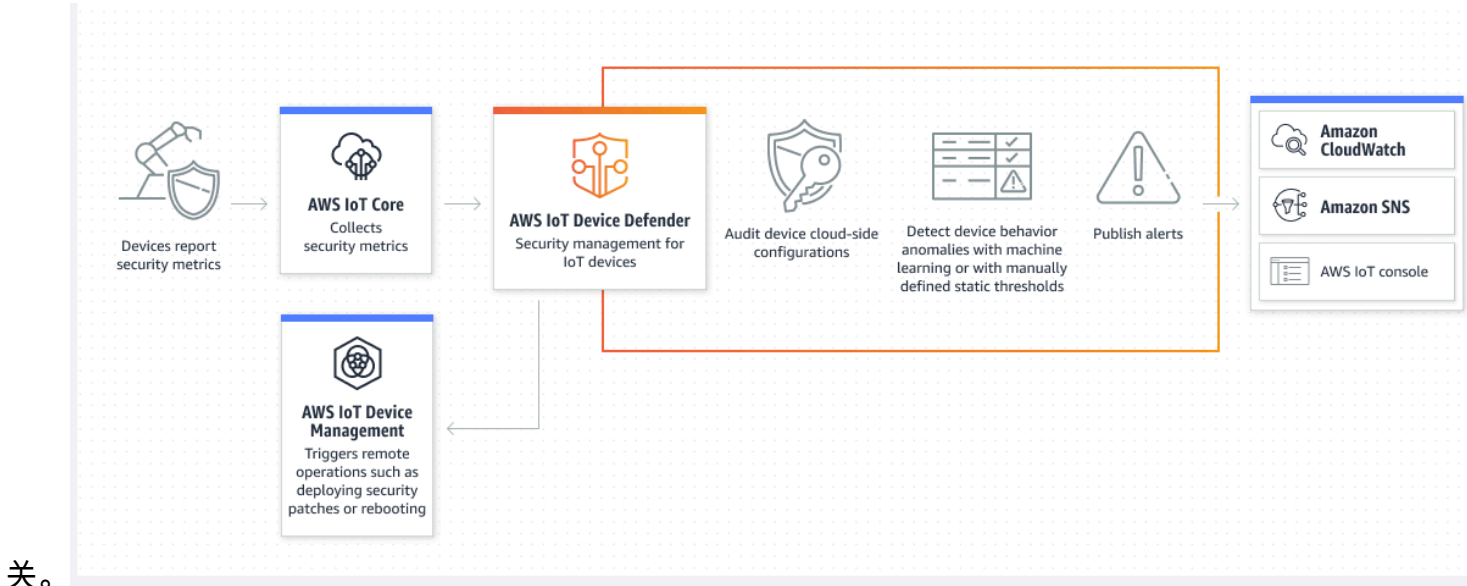 Devices report
security metrics
AWS IoT Core
Collects
security metrics
AWS IoT Device Defender
Security management for
IoT devices
Audit device cloud-side
configurations
Detect device behavior
anomalies with machine
learning or with manually
defined static thresholds
Publish alerts
Amazon
CloudWatch
Amazon SNS
AWS IoT console
AWS IoT Device
Management
Triggers remote
operations such as
deploying security
patches or rebooting
关。